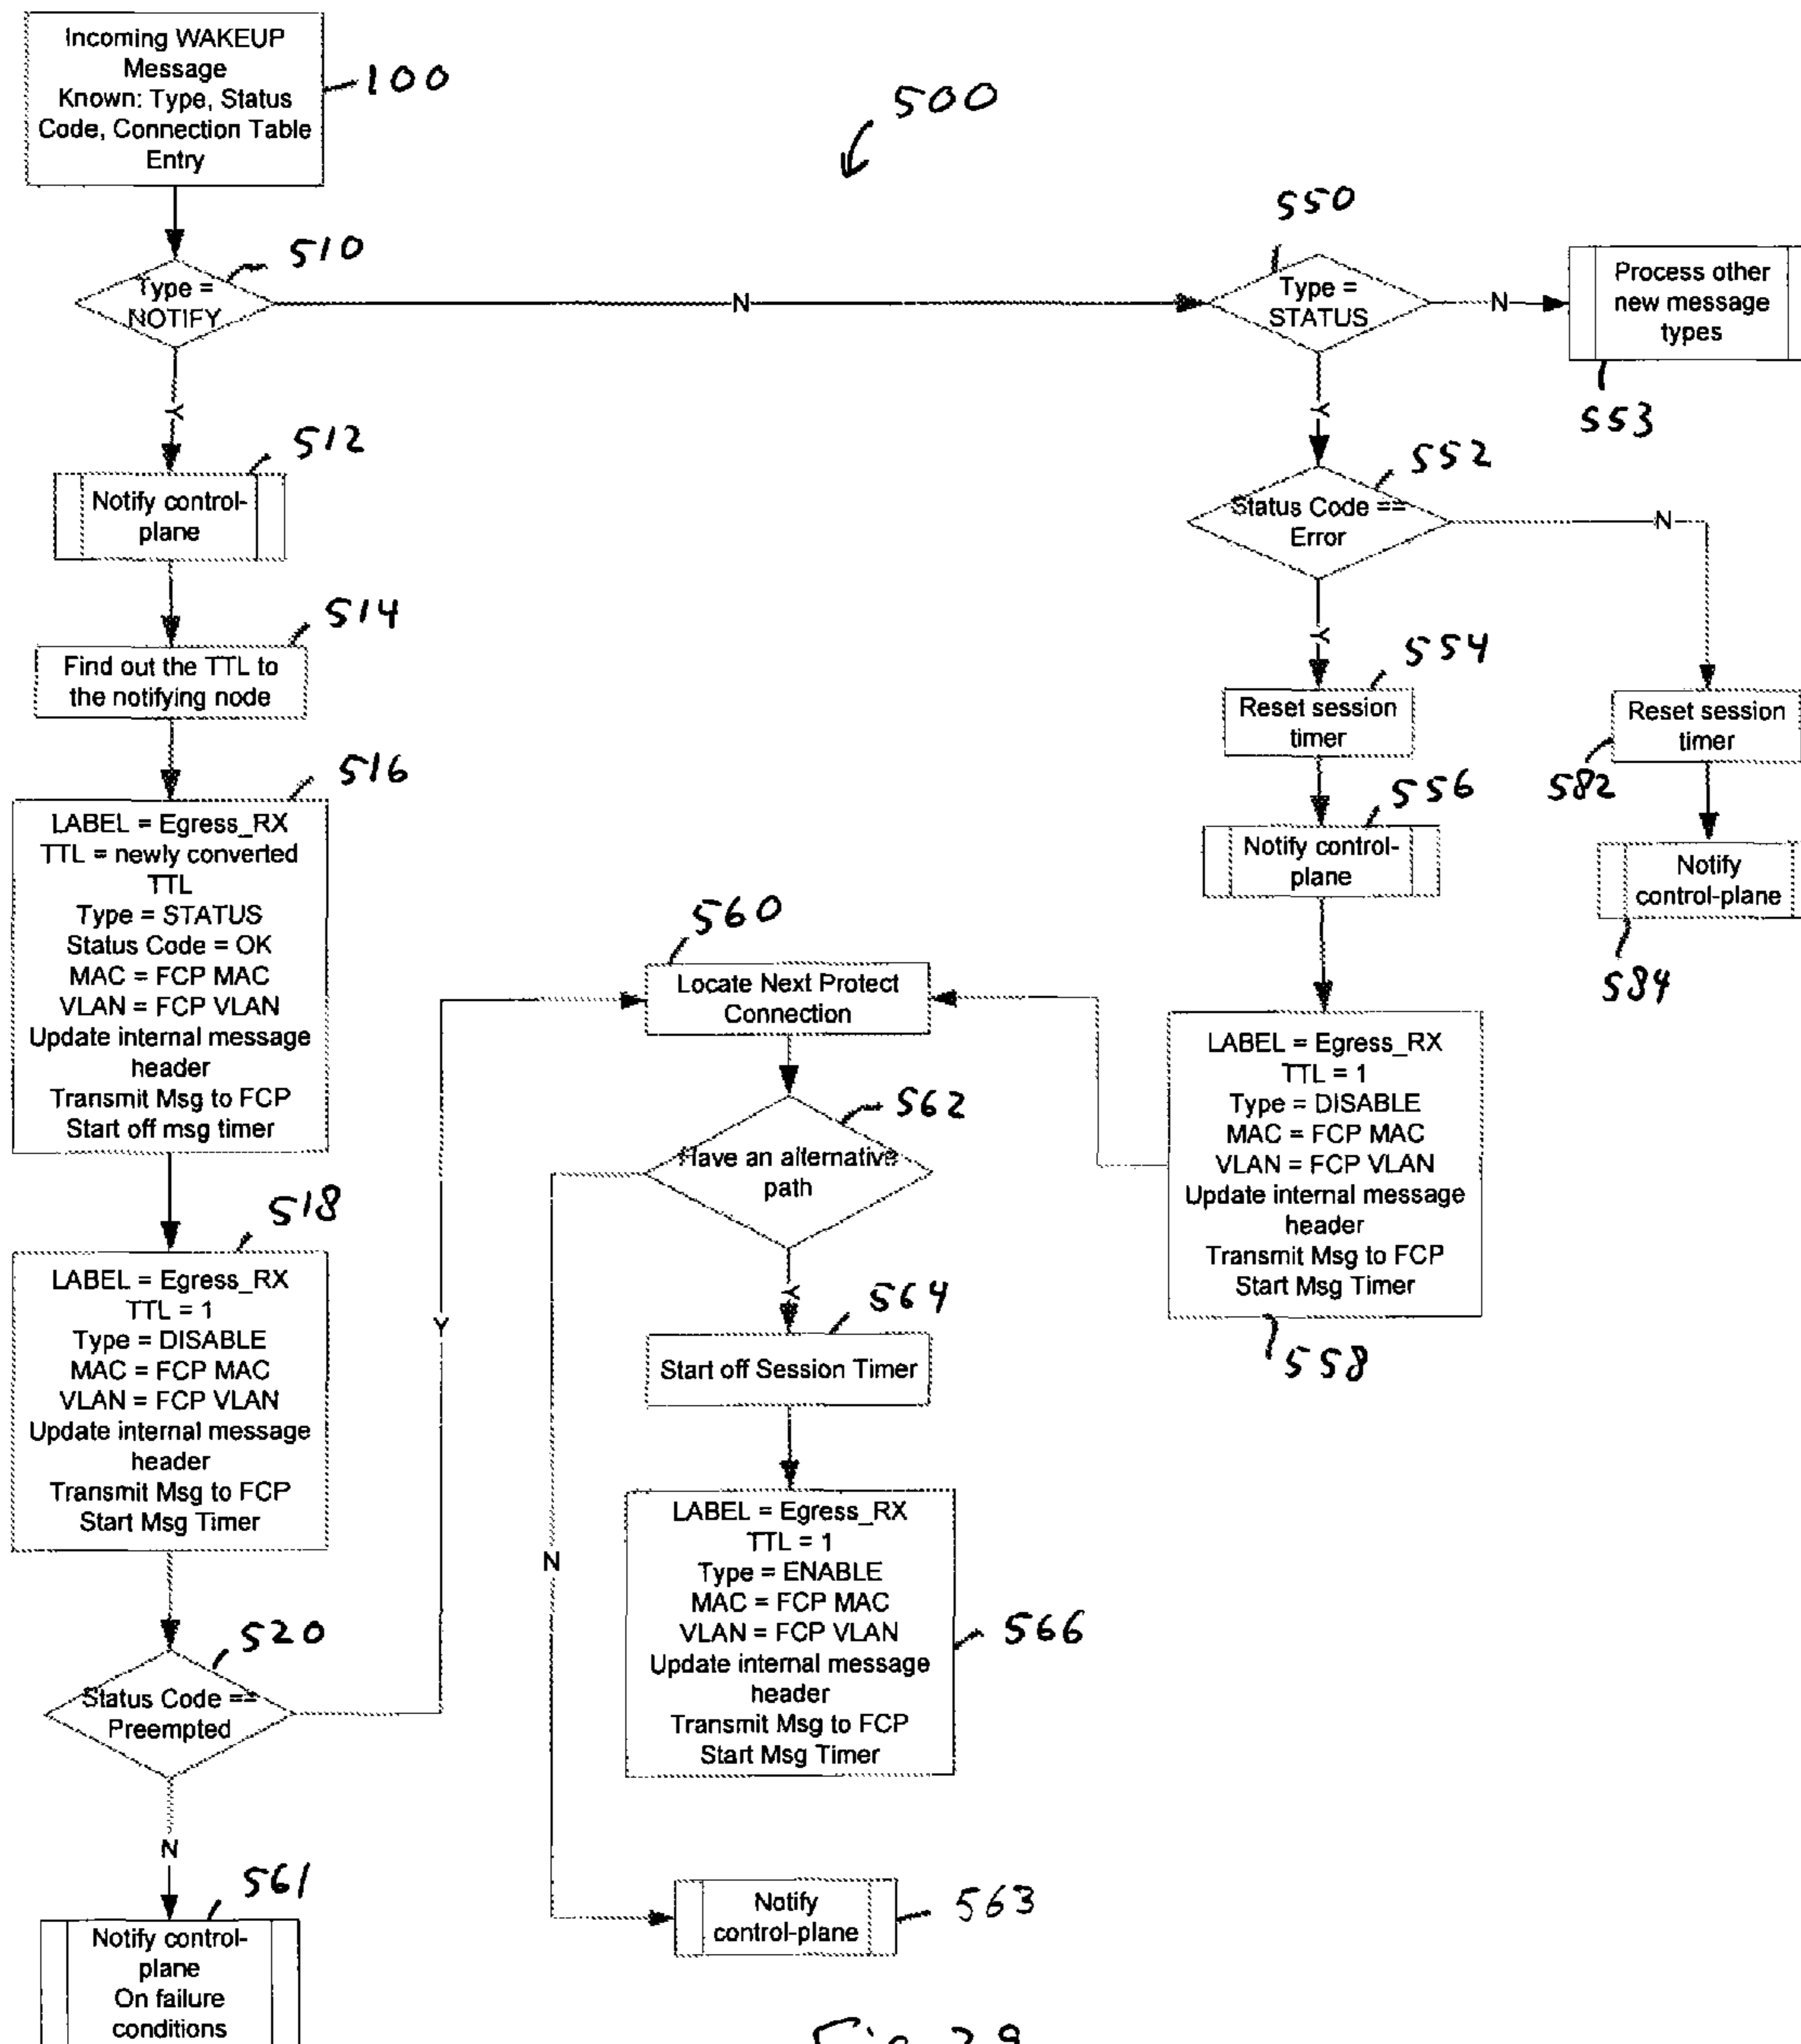 Incoming WAKEUP
Message
Known: Type, Status
Code, Connection Table
Entry
100
500
Type =
NOTIFY
510
N
550
Type =
STATUS
N
Process other
new message
types
553
Y
512
Notify control-
plane
Y
552
Status Code ==
Error
N
514
Find out the TTL to
the notifying node
Y
554
Reset session
timer
Reset session
timer
582
516
LABEL = Egress_RX
TTL = newly converted
TTL
Type = STATUS
Status Code = OK
MAC = FCP MAC
VLAN = FCP VLAN
Update internal message
header
Transmit Msg to FCP
Start off msg timer
556
Notify control-
plane
Notify
control-plane
584
560
Locate Next Protect
Connection
LABEL = Egress_RX
TTL = 1
Type = DISABLE
MAC = FCP MAC
VLAN = FCP VLAN
Update internal message
header
Transmit Msg to FCP
Start Msg Timer
558
562
Have an alternative
path
518
LABEL = Egress_RX
TTL = 1
Type = DISABLE
MAC = FCP MAC
VLAN = FCP VLAN
Update internal message
header
Transmit Msg to FCP
Start Msg Timer
Y
Y
564
Start off Session Timer
N
LABEL = Egress_RX
TTL = 1
Type = ENABLE
MAC = FCP MAC
VLAN = FCP VLAN
Update internal message
header
Transmit Msg to FCP
Start Msg Timer
566
520
Status Code ==
Preempted
N
561
Notify control-
plane
On failure
conditions
Notify
control-plane
563